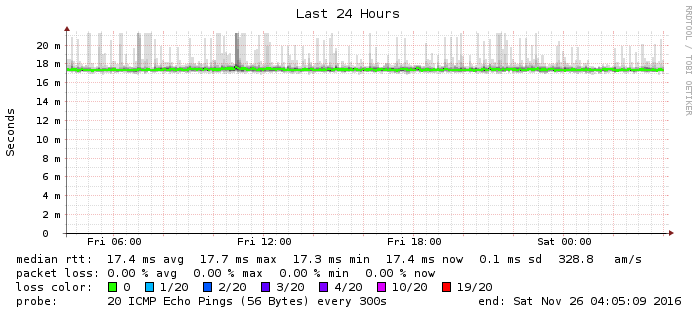 Last 24 Hours
RRDTOOL / TOBI OETIKER
Seconds
20 m
18 m
16 m
14 m
12 m
10 m
8 m
6 m
4 m
2 m
0
Fri 06:00 Fri 12:00 Fri 18:00 Sat 00:00
median rtt: 17.4 ms avg 17.7 ms max 17.3 ms min 17.4 ms now 0.1 ms sd 328.8 am/s
packet loss: 0.00 % avg 0.00 % max 0.00 % min 0.00 % now
loss color: 0 1/20 2/20 3/20 4/20 10/20 19/20
probe: 20 ICMP Echo Pings (56 Bytes) every 300s end: Sat Nov 26 04:05:09 2016